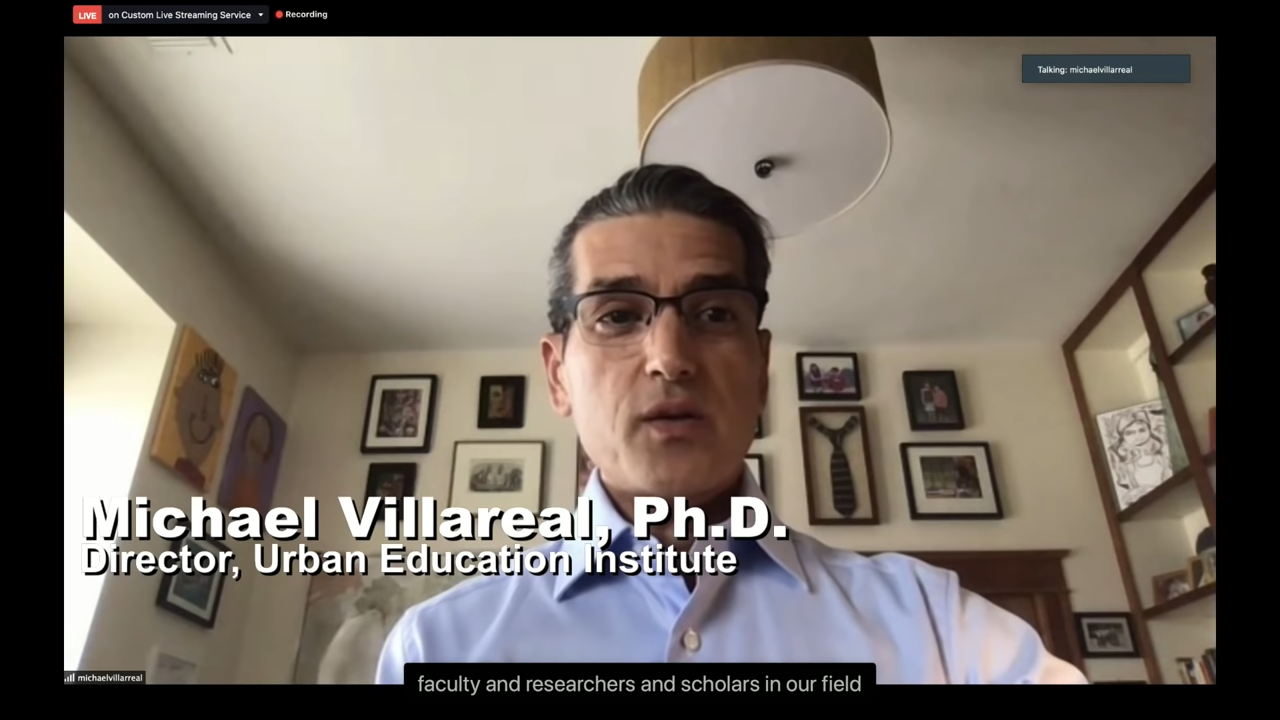 LIVE on Custom Live Streaming Service Recording
Talking: michaelvillarreal
Michael Villareal, Ph.D.
Director, Urban Education Institute
michaelvillarreal
faculty and researchers and scholars in our field